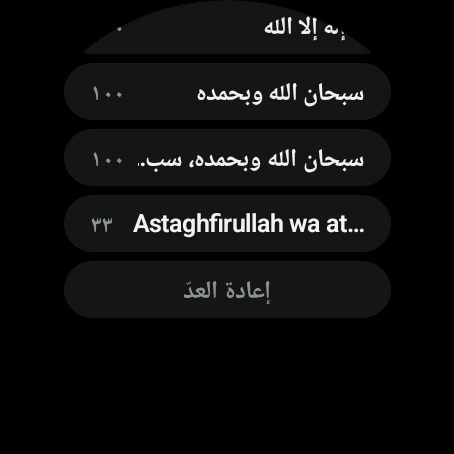 إله إلا الله
سبحان الله وبحمده ١٠٠
سبحان الله وبحمده، سب... ١٠٠
Astaghfirullah wa at... ٣٣
إعادة العدّ